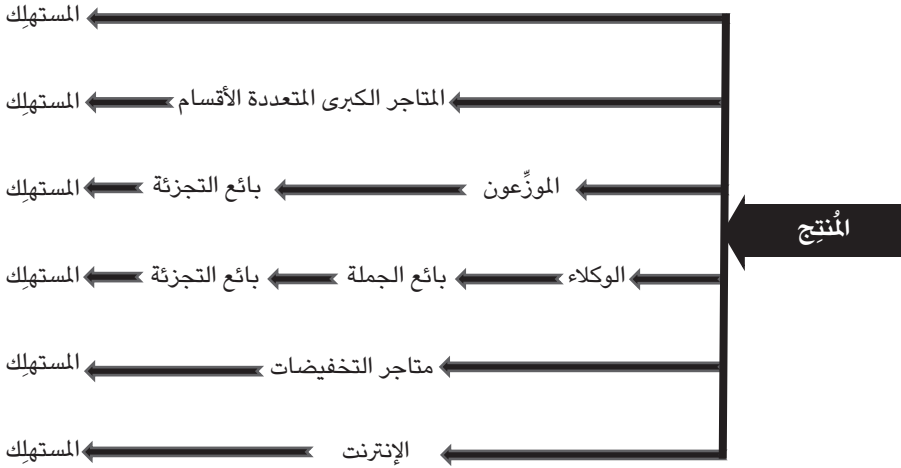 المستهلِك
المتاجر الكبرى المتعددة الأقسام المستهلِك
الموزِّعون بائع التجزئة المستهلِك
المُنتِج
الوكلاء بائع الجملة بائع التجزئة المستهلِك
متاجر التخفيضات المستهلِك
الإنترنت المستهلِك